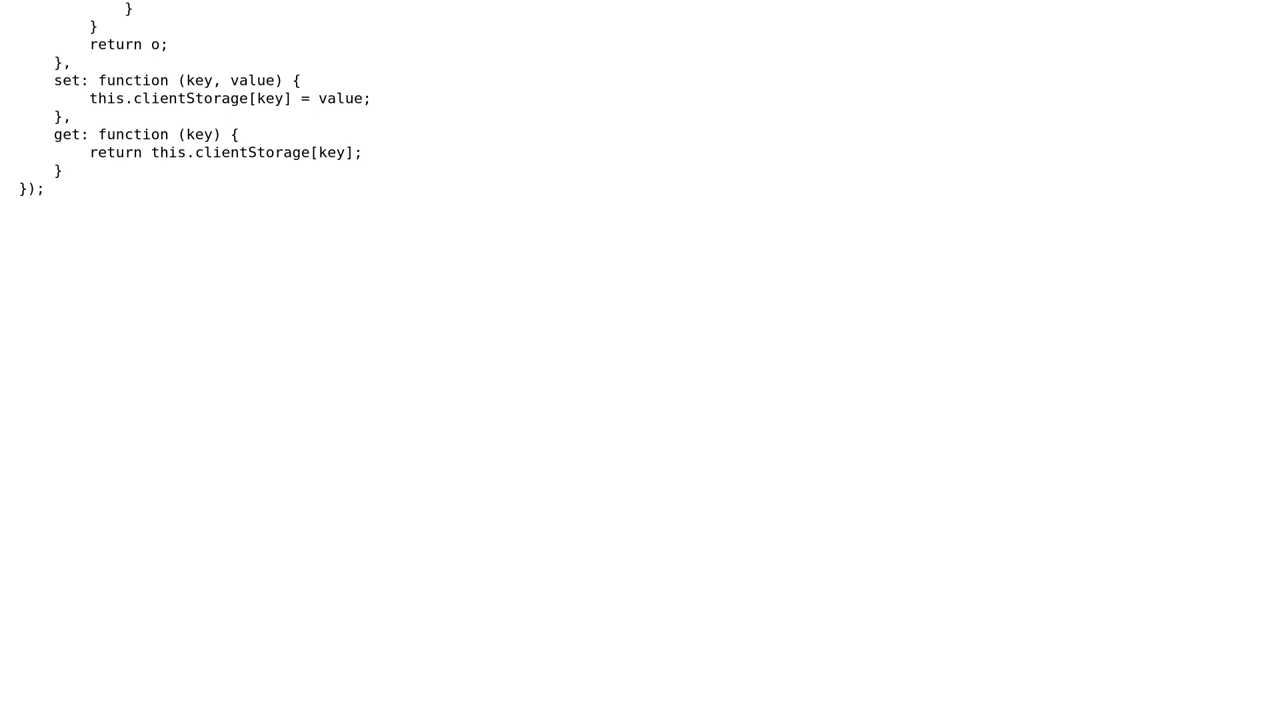 }
        }
        return o;
    },
    set: function (key, value) {
        this.clientStorage[key] = value;
    },
    get: function (key) {
        return this.clientStorage[key];
    }
});